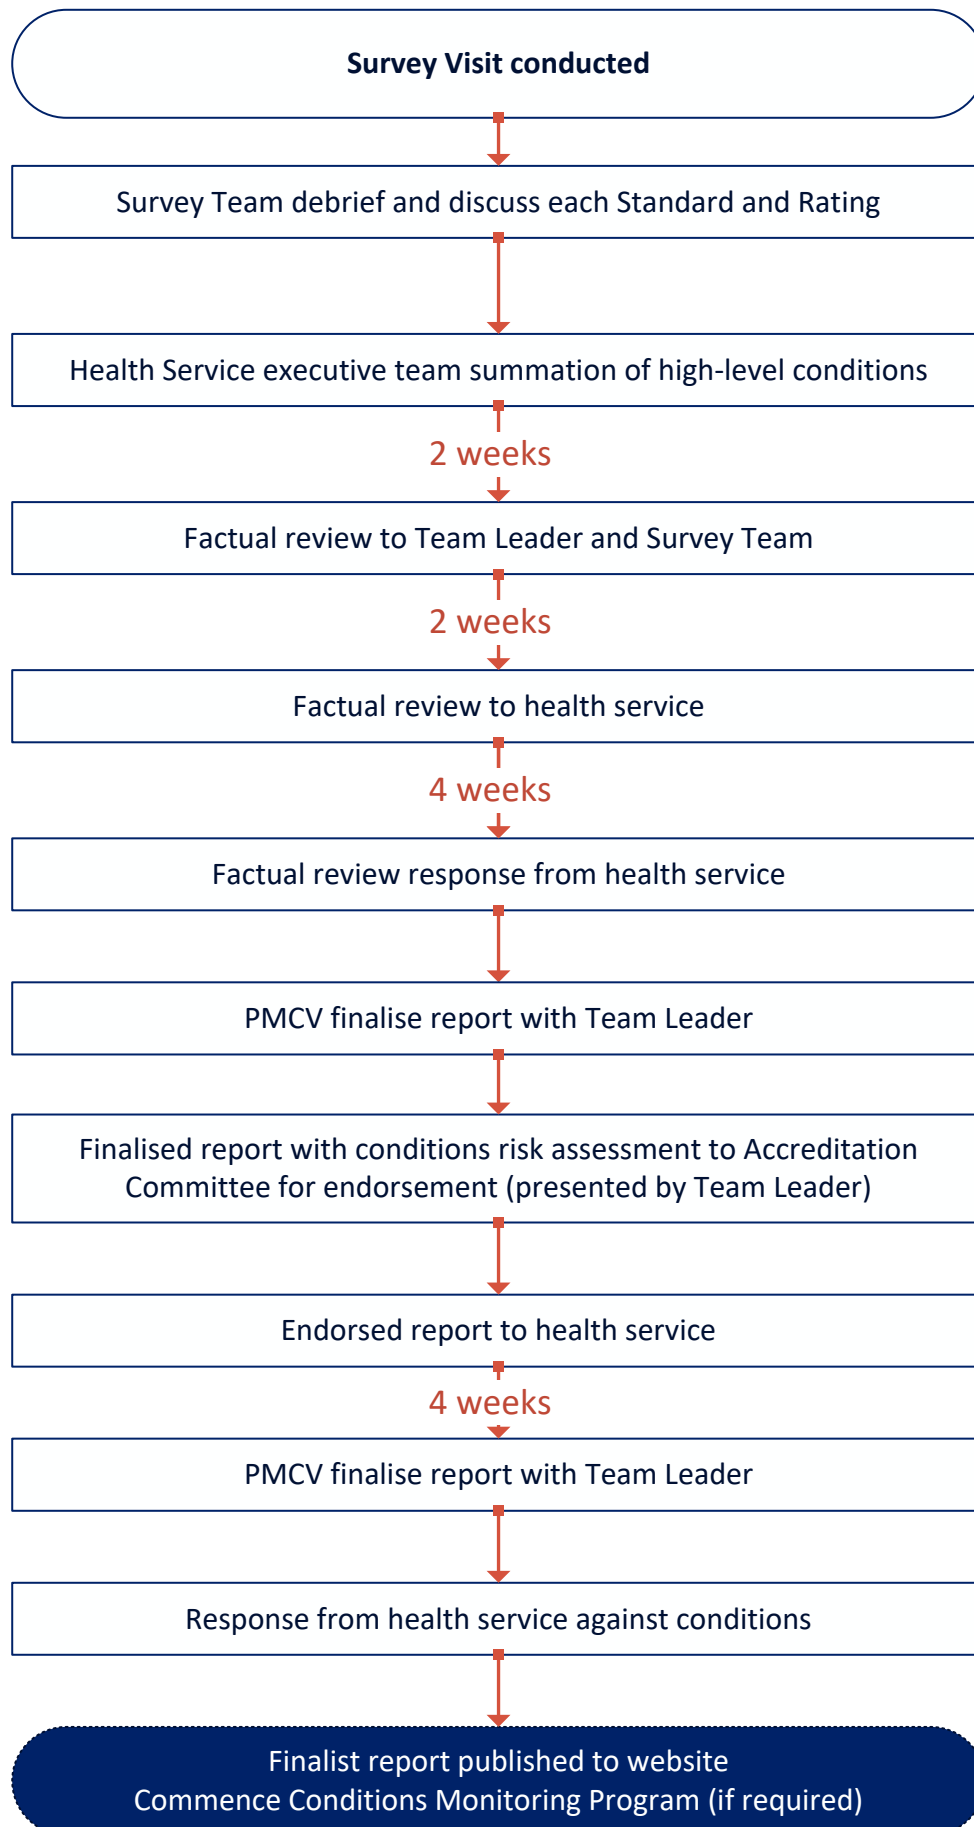 Survey Visit conducted
Survey Team debrief and discuss each Standard and Rating
Health Service executive team summation of high-level conditions
2 weeks
Factual review to Team Leader and Survey Team
2 weeks
Factual review to health service
4 weeks
Factual review response from health service
PMCV finalise report with Team Leader
Finalised report with conditions risk assessment to Accreditation
Committee for endorsement (presented by Team Leader)
Endorsed report to health service
4 weeks
PMCV finalise report with Team Leader
Response from health service against conditions
Finalist report published to website
Commence Conditions Monitoring Program (if required)